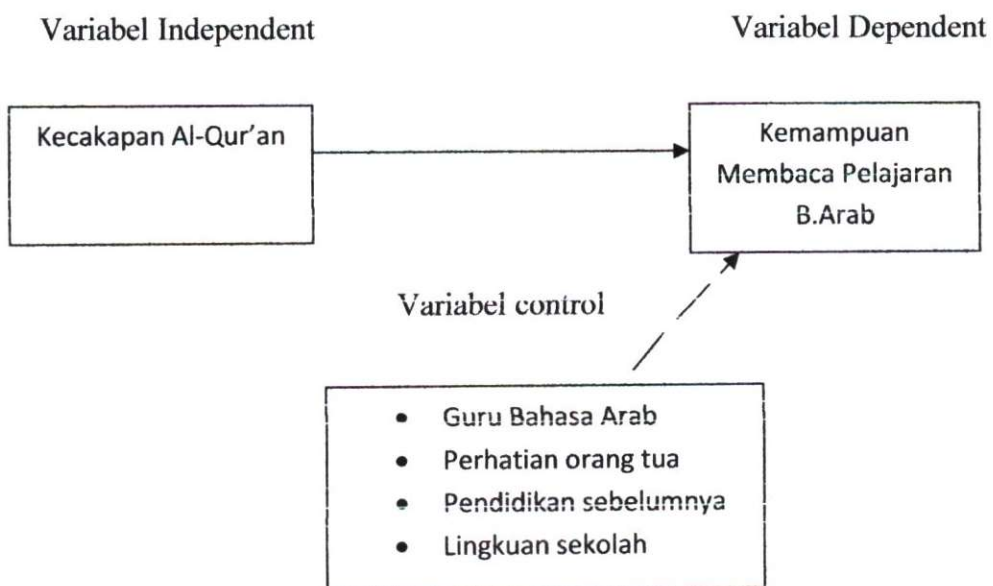 Variabel Independent
Variabel Dependent
Kecakapan Al-Qur'an
Kemampuan
Membaca Pelajaran
B.Arab
Variabel control
• Guru Bahasa Arab
• Perhatian orang tua
• Pendidikan sebelumnya
• Lingkuan sekolah